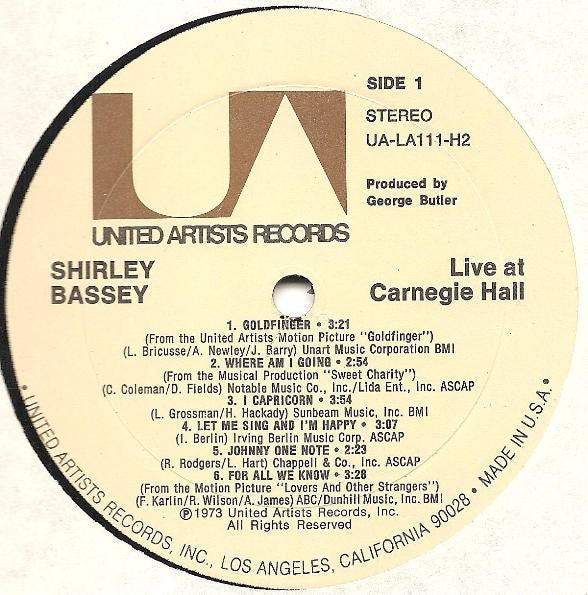 UA
UNITED ARTISTS RECORDS
SIDE 1
STEREO
UA-LA111-H2
Produced by
George Butler
SHIRLEY
BASSEY
Live at
Carnegie Hall
1. GOLDFINGER • 3:21
(From the United Artists Motion Picture "Goldfinger")
(L. Bricusse/A. Newley/J. Barry) Unart Music Corporation BMI
2. WHERE AM I GOING • 2:54
(From the Musical Production "Sweet Charity")
(C. Coleman/D. Fields) Notable Music Co., Inc./Lida Ent., Inc. ASCAP
3. I CAPRICORN • 3:54
(L. Grossman/H. Hackady) Sunbeam Music, Inc. BMI
4. LET ME SING AND I'M HAPPY • 3:07
(I. Berlin) Irving Berlin Music Corp. ASCAP
5. JOHNNY ONE NOTE • 2:23
(R. Rodgers/L. Hart) Chappell & Co., Inc. ASCAP
6. FOR ALL WE KNOW • 3:28
(From the Motion Picture "Lovers And Other Strangers")
(F. Karlin/R. Wilson/A. James) ABC/Dunhill Music, Inc. BMI
℗1973 United Artists Records, Inc.
All Rights Reserved
• UNITED ARTISTS RECORDS, INC., LOS ANGELES, CALIFORNIA 90028 • MADE IN U.S.A. •